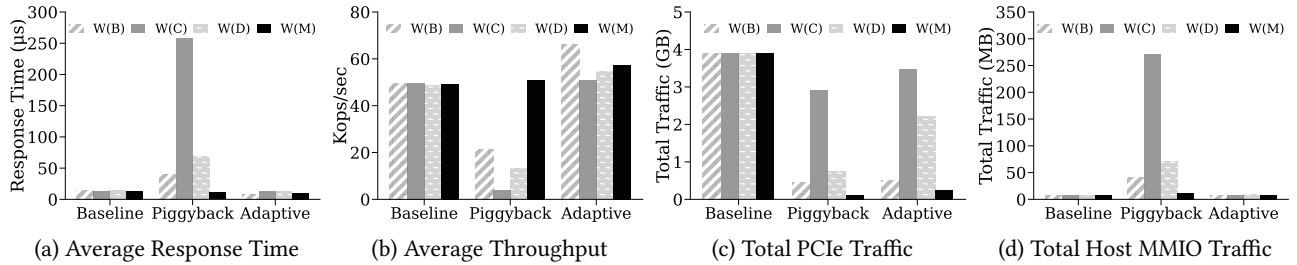 300
250
200
150
100
50
0
Response Time (μs)
W(B) W(C) W(D) W(M)
Baseline Piggyback Adaptive
(a) Average Response Time
80
60
40
20
0
Kops/sec
W(B) W(C) W(D) W(M)
Baseline Piggyback Adaptive
(b) Average Throughput
5
4
3
2
1
0
Total Traffic (GB)
W(B) W(C) W(D) W(M)
Baseline Piggyback Adaptive
(c) Total PCIe Traffic
350
300
250
200
150
100
50
0
Total Traffic (MB)
W(B) W(C) W(D) W(M)
Baseline Piggyback Adaptive
(d) Total Host MMIO Traffic